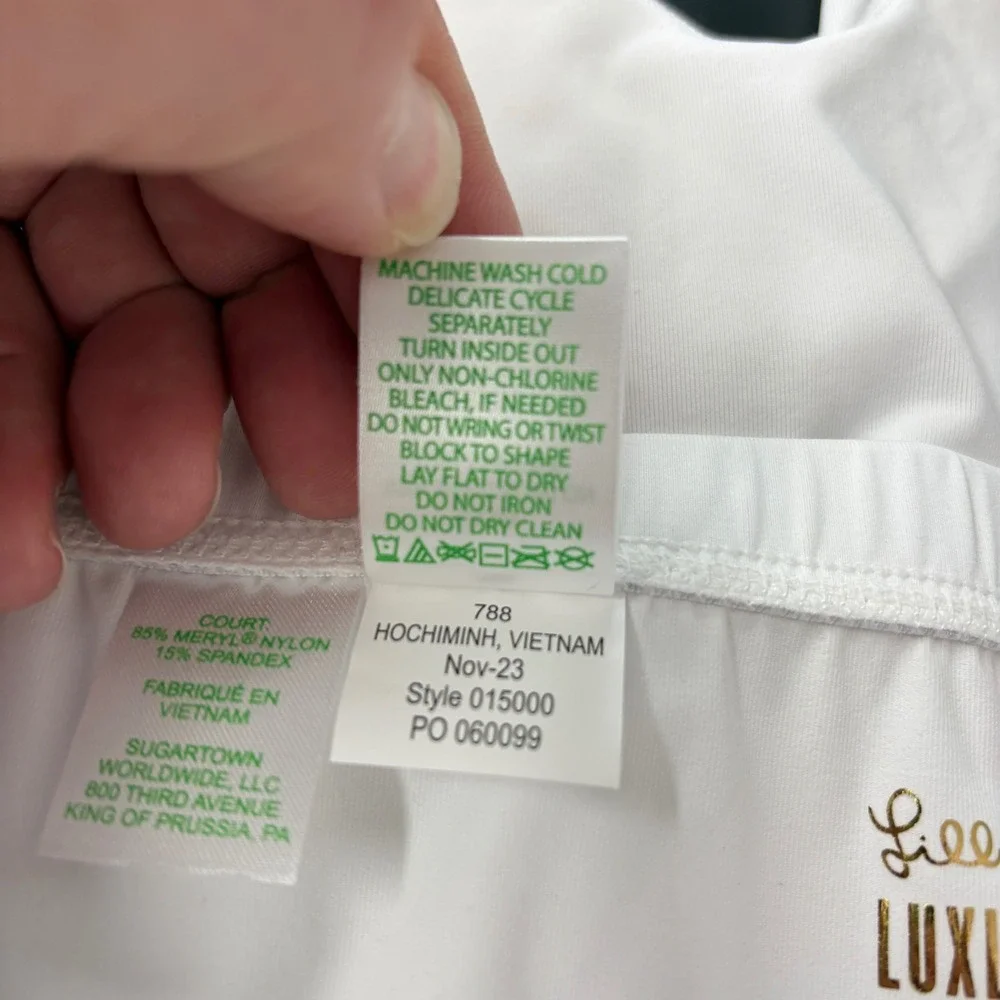 MACHINE WASH COLD
DELICATE CYCLE
SEPARATELY
TURN INSIDE OUT
ONLY NON-CHLORINE
BLEACH, IF NEEDED
DO NOT WRING OR TWIST
BLOCK TO SHAPE
LAY FLAT TO DRY
DO NOT IRON
DO NOT DRY CLEAN
788
HOCHIMINH, VIETNAM
Nov-23
Style 015000
PO 060099
COURT,
85% MERYL® NYLON
15% SPANDEX
FABRIQUÉ EN
VIETNAM
SUGARTOWN
WORLDWIDE, LLC
800 THIRD AVENUE
KING OF PRUSSIA, PA
Lill
LUX